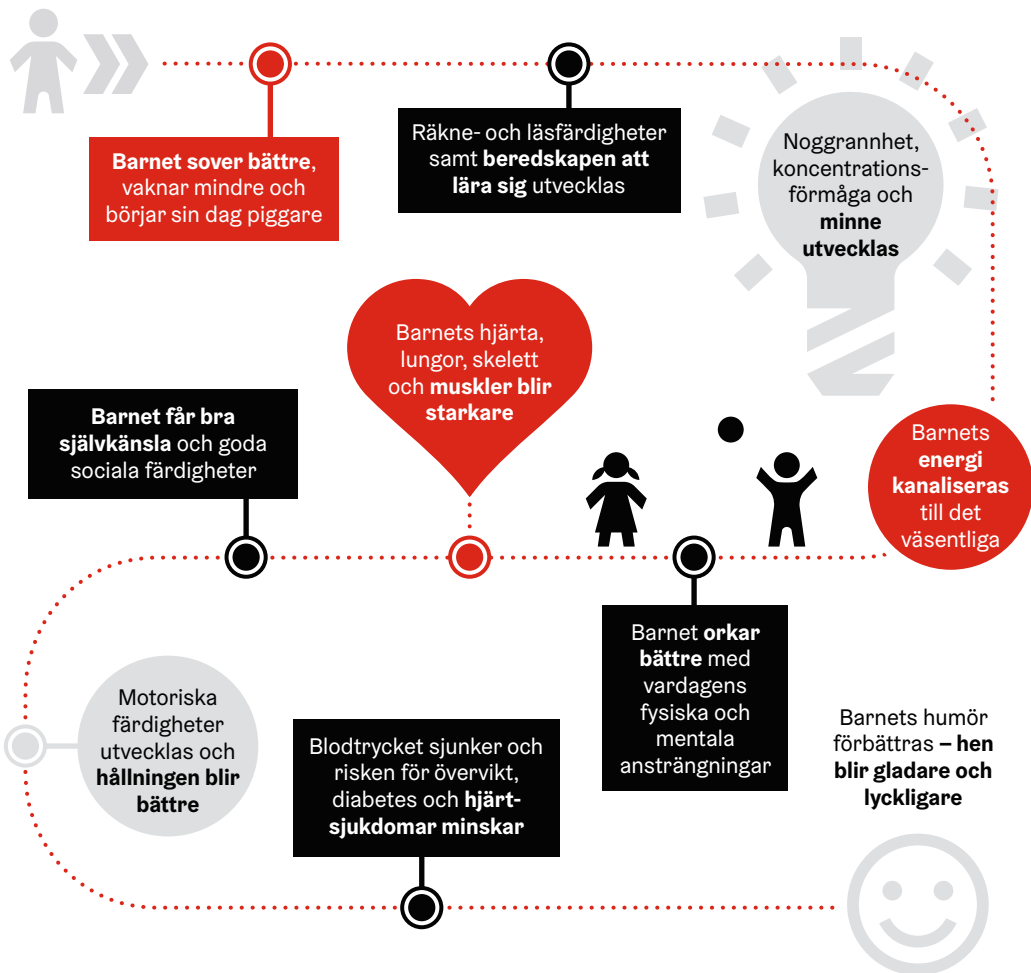 Barnet sover bättre,
vaknar mindre och
börjar sin dag piggare
Räkne- och läsfärdigheter
samt beredskapen att
lära sig utvecklas
Noggrannhet,
koncentrations-
förmåga och
minne
utvecklas
Barnets
energi
kanaliseras
till det
väsentliga
Barnet orkar
bättre med
vardagens
fysiska och
mentala
ansträngningar
Barnets hjärta,
lungor, skelett
och muskler blir
starkare
Barnet får bra
självkänsla och goda
sociala färdigheter
Motoriska
färdigheter
utvecklas och
hållningen blir
bättre
Blodtrycket sjunker och
risken för övervikt,
diabetes och hjärt-
sjukdomar minskar
Barnets humör
förbättras – hen
blir gladare och
lyckligare